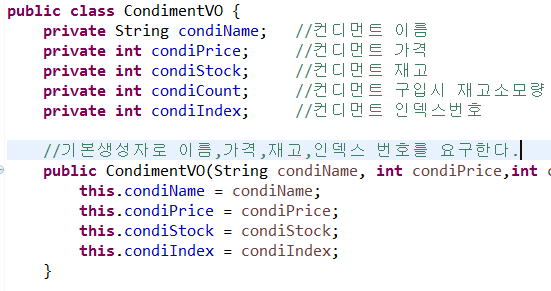 public class CondimentVO {
private String condiName; //컨디먼트 이름
private int condiPrice; //컨디먼트 가격
private int condiStock; //컨디먼트 재고
private int condiCount; //컨디먼트 구입시 재고소모량
private int condiIndex; //컨디먼트 인덱스번호
//기본생성자로 이름,가격,재고,인덱스 번호를 요구한다.
public CondimentVO(String condiName, int condiPrice,int
this.condiName = condiName;
this.condiPrice = condiPrice;
this.condiStock = condiStock;
this.condiIndex = condiIndex;
}